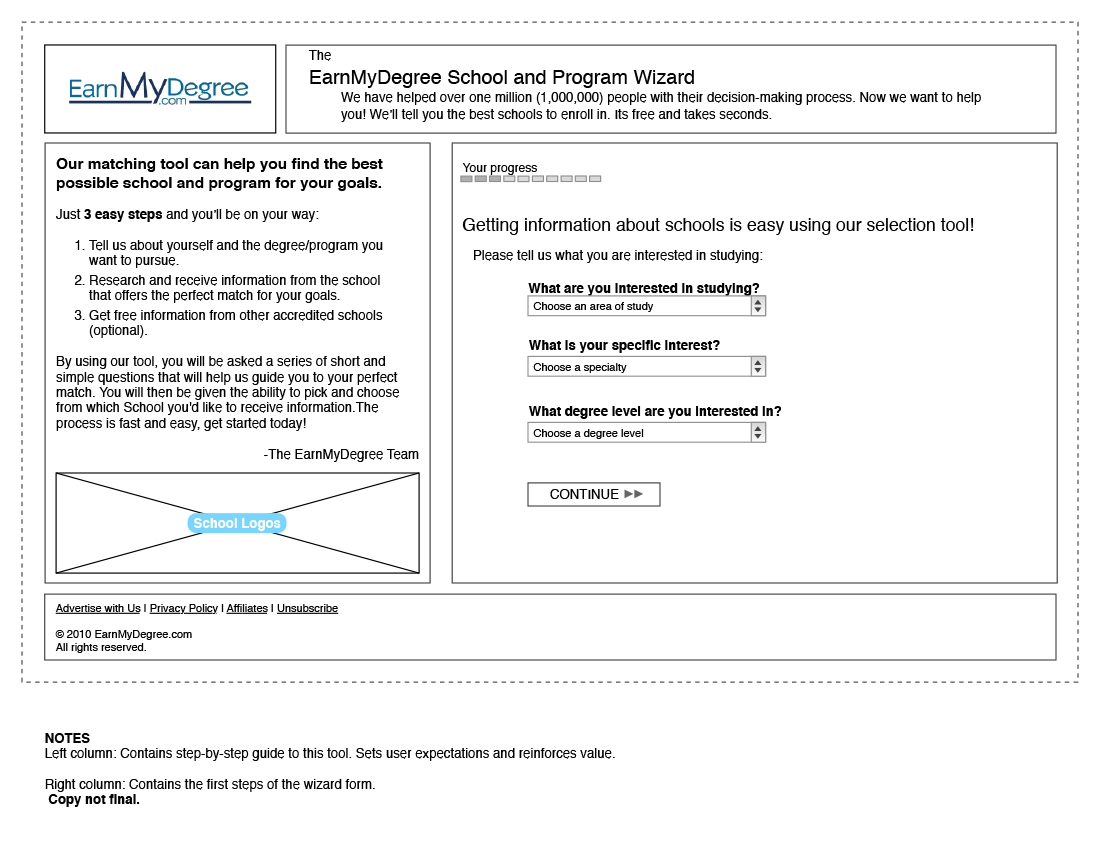 EarnMyDegree
.com
The
EarnMyDegree School and Program Wizard
We have helped over one million (1,000,000) people with their decision-making process. Now we want to help
you! We'll tell you the best schools to enroll in. Its free and takes seconds.
Our matching tool can help you find the best
possible school and program for your goals.
Just 3 easy steps and you'll be on your way:
1. Tell us about yourself and the degree/program you
want to pursue.
2. Research and receive information from the school
that offers the perfect match for your goals.
3. Get free information from other accredited schools
(optional).
By using our tool, you will be asked a series of short and
simple questions that will help us guide you to your perfect
match. You will then be given the ability to pick and choose
from which School you'd like to receive information.The
process is fast and easy, get started today!
-The EarnMyDegree Team
School Logos
Your progress
Getting information about schools is easy using our selection tool!
Please tell us what you are interested in studying:
What are you interested in studying?
Choose an area of study
What is your specific interest?
Choose a specialty
What degree level are you interested in?
Choose a degree level
CONTINUE
Advertise with Us | Privacy Policy | Affiliates | Unsubscribe
© 2010 EarnMyDegree.com
All rights reserved.
NOTES
Left column: Contains step-by-step guide to this tool. Sets user expectations and reinforces value.
Right column: Contains the first steps of the wizard form.
Copy not final.